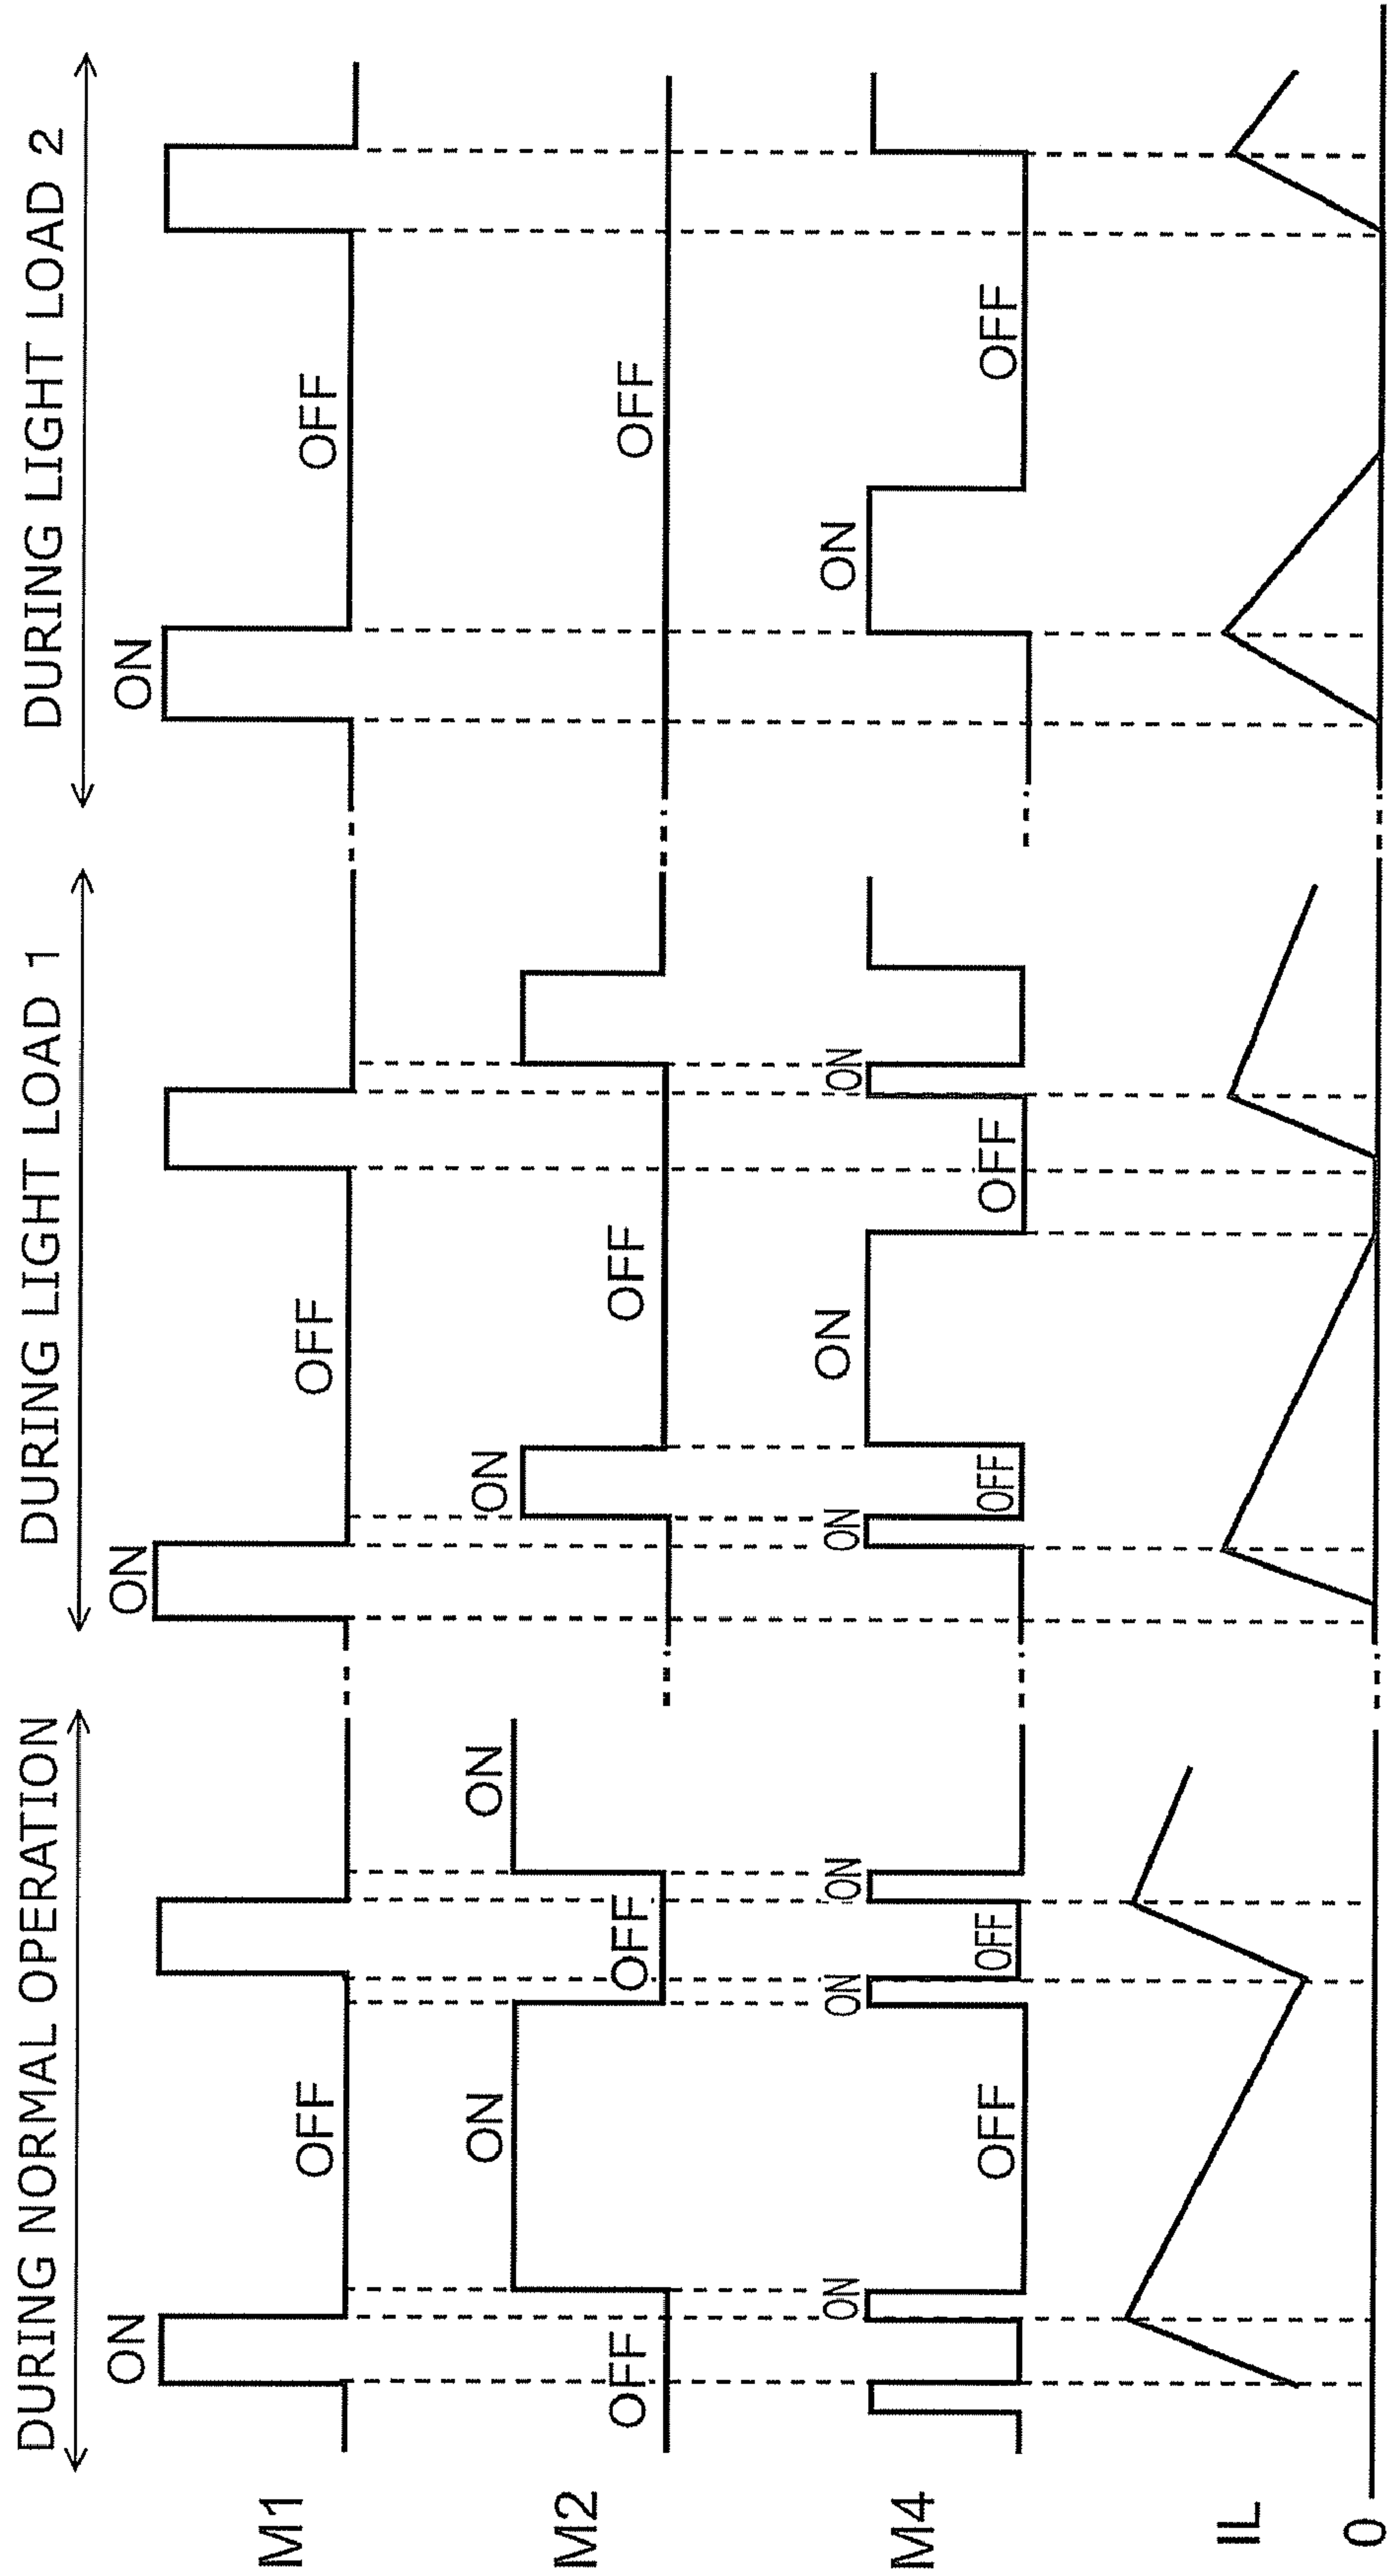 DURING NORMAL OPERATION
DURING LIGHT LOAD 1
DURING LIGHT LOAD 2
M1
ON
OFF
ON
OFF
ON
OFF
M2
OFF
ON
OFF
ON
ON
OFF
OFF
M4
ON
OFF
ON
OFF
ON
ON
OFF
ON
OFF
ON
ON
OFF
IL
0